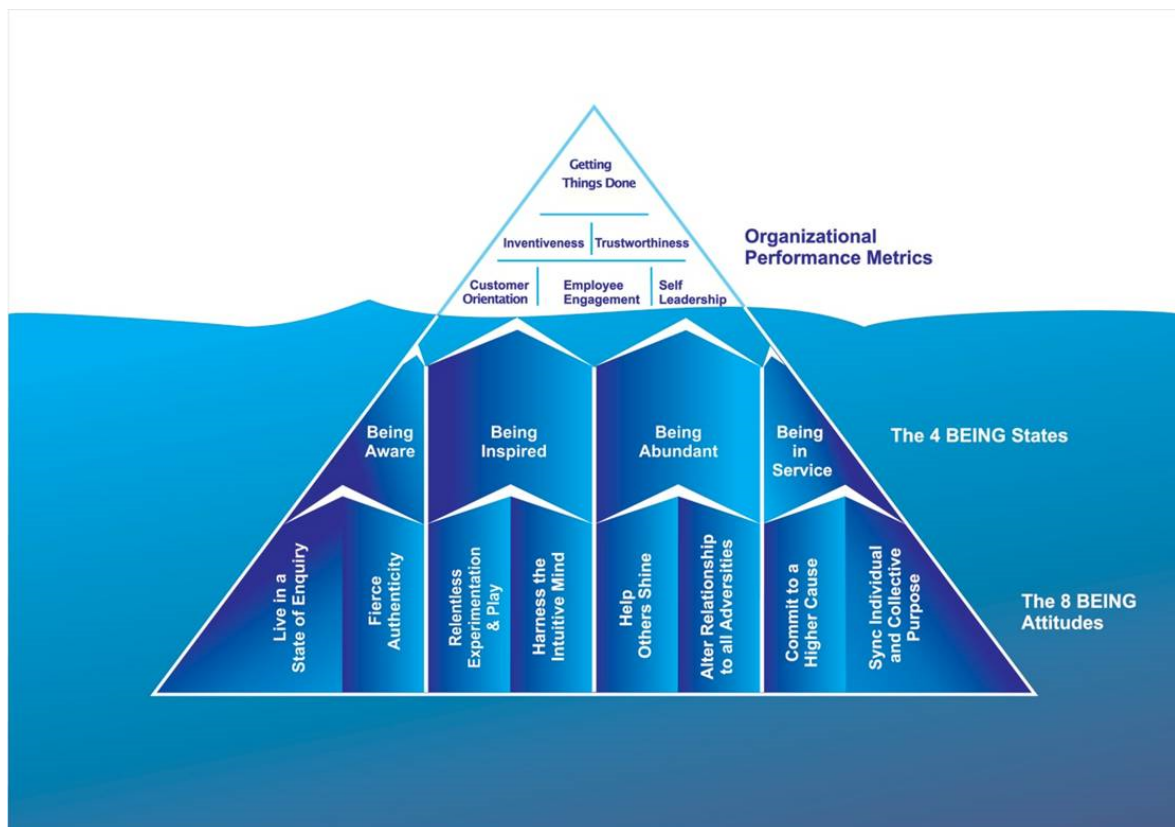 Getting
Things Done
Inventiveness
Trustworthiness
Organizational
Performance Metrics
Customer
Orientation
Employee
Engagement
Self
Leadership
Being
Aware
Being
Inspired
Being
Abundant
Being
in
Service
The 4 BEING States
Live in a
State of Enquiry
Fierce
Authenticity
Relentless
Experimentation
& Play
Harness the
Intuitive Mind
Help
Others Shine
Alter Relationship
to all Adversities
Commit to a
Higher Cause
Sync Individual
and Collective
Purpose
The 8 BEING
Attitudes